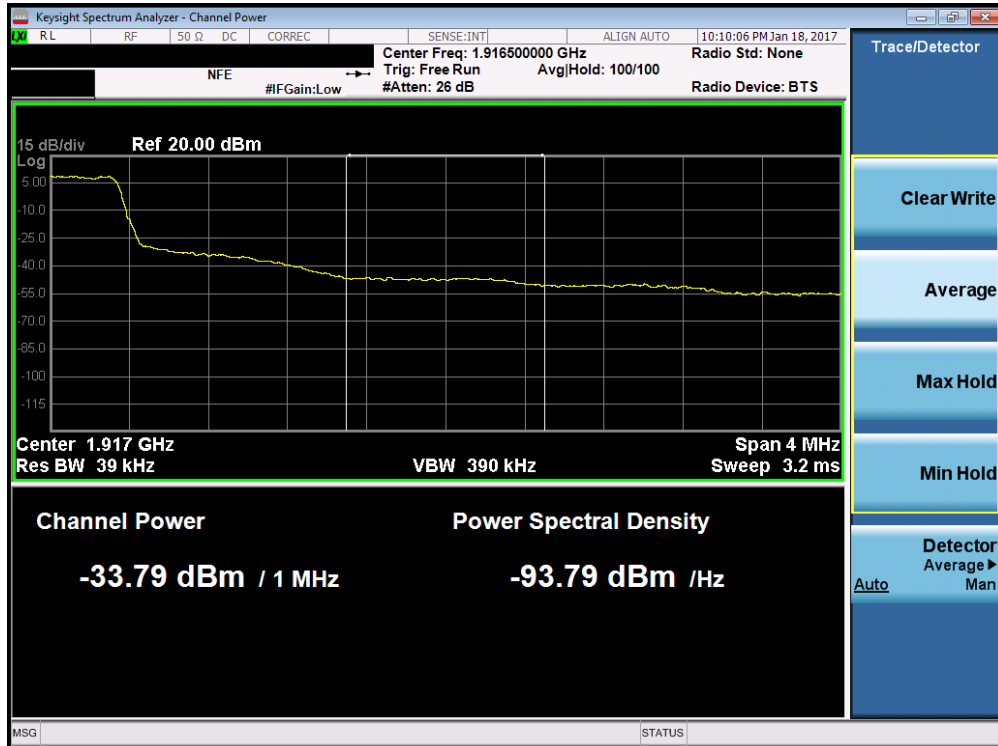 Keysight Spectrum Analyzer - Channel Power
LXI RL RF 50 Ω DC CORREC SENSE:INT ALIGN AUTO 10:10:06 PM Jan 18, 2017
Center Freq: 1.916500000 GHz Radio Std: None
NFE Trig: Free Run Avg|Hold: 100/100
#IFGain:Low #Atten: 26 dB Radio Device: BTS
15 dB/div Ref 20.00 dBm
Log
5.00
-10.0
-25.0
-40.0
-55.0
-70.0
-85.0
-100
-115
Center 1.917 GHz Span 4 MHz
Res BW 39 kHz VBW 390 kHz Sweep 3.2 ms
Channel Power Power Spectral Density
-33.79 dBm / 1 MHz -93.79 dBm /Hz
MSG STATUS
Trace/Detector
Clear Write
Average
Max Hold
Min Hold
Detector
Average▶
Auto Man